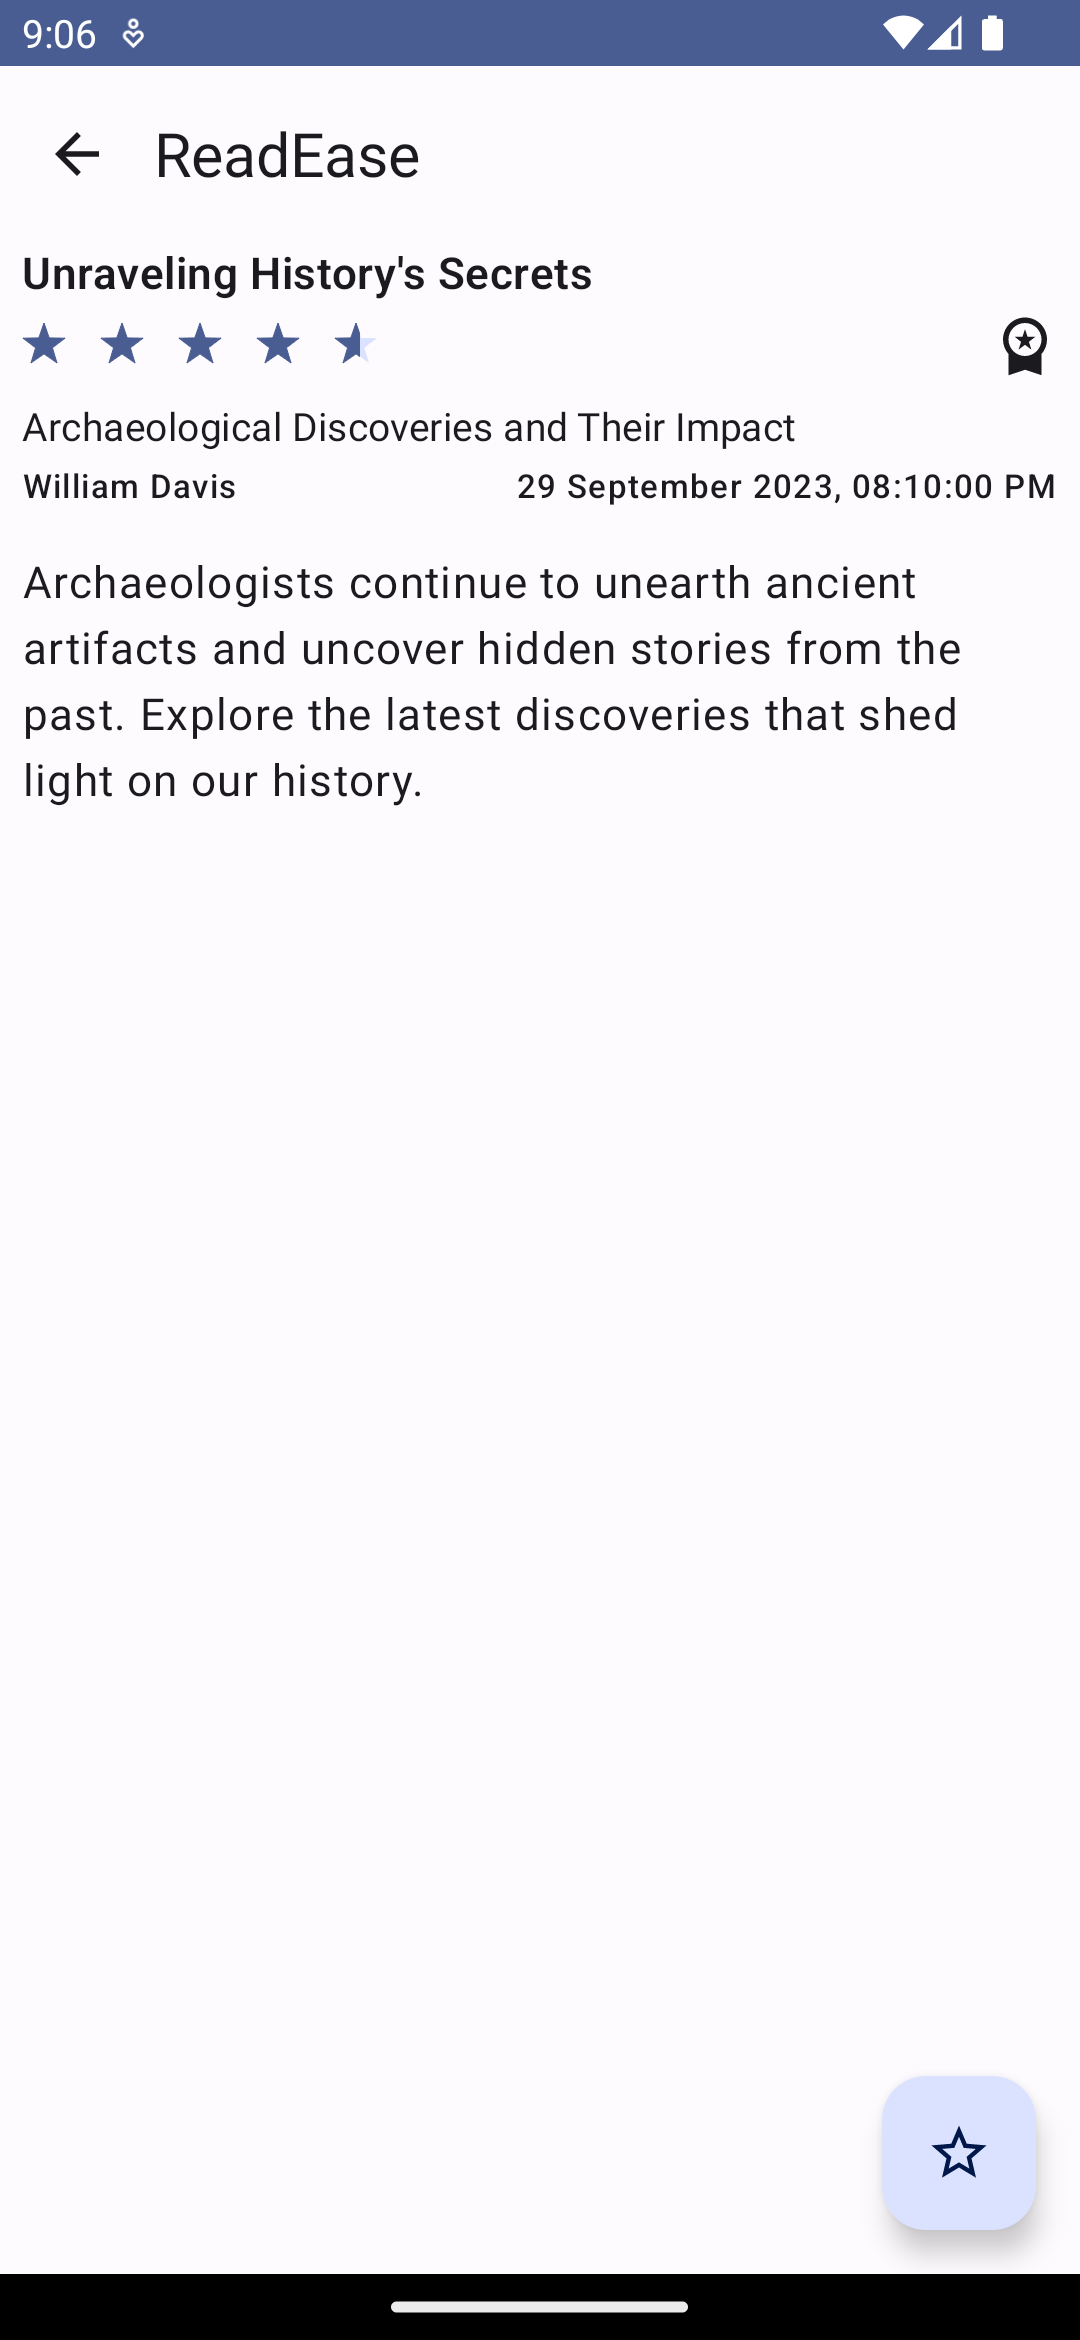 9:06
ReadEase
Unraveling History's Secrets
Archaeological Discoveries and Their Impact
William Davis 29 September 2023, 08:10:00 PM
Archaeologists continue to unearth ancient
artifacts and uncover hidden stories from the
past. Explore the latest discoveries that shed
light on our history.